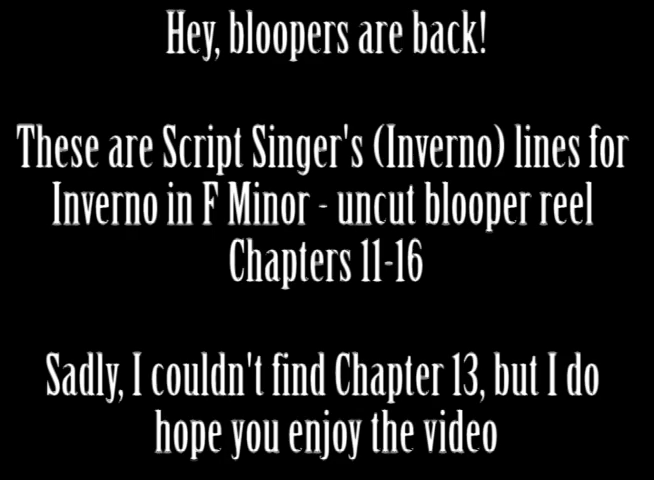 Hey, bloopers are back!
These are Script Singer's (Inverno) lines for
Inverno in F Minor - uncut blooper reel
Chapters 11-16
Sadly, I couldn't find Chapter 13, but I do
hope you enjoy the video